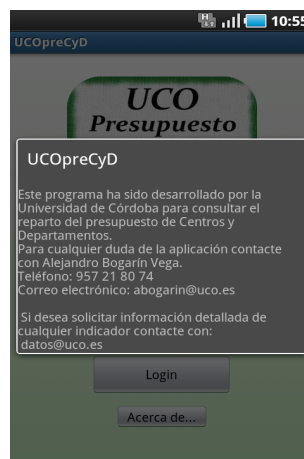 10:55
UCOpreCyD
UCO
Presupuesto
UCOpreCyD
Este programa ha sido desarrollado por la
Universidad de Córdoba para consultar el
reparto del presupuesto de Centros y
Departamentos.
Para cualquier duda de la aplicación contacte
con Alejandro Bogarín Vega.
Teléfono: 957 21 80 74
Correo electrónico: abogarin@uco.es
Si desea solicitar información detallada de
cualquier indicador contacte con:
datos@uco.es
Login
Acerca de...